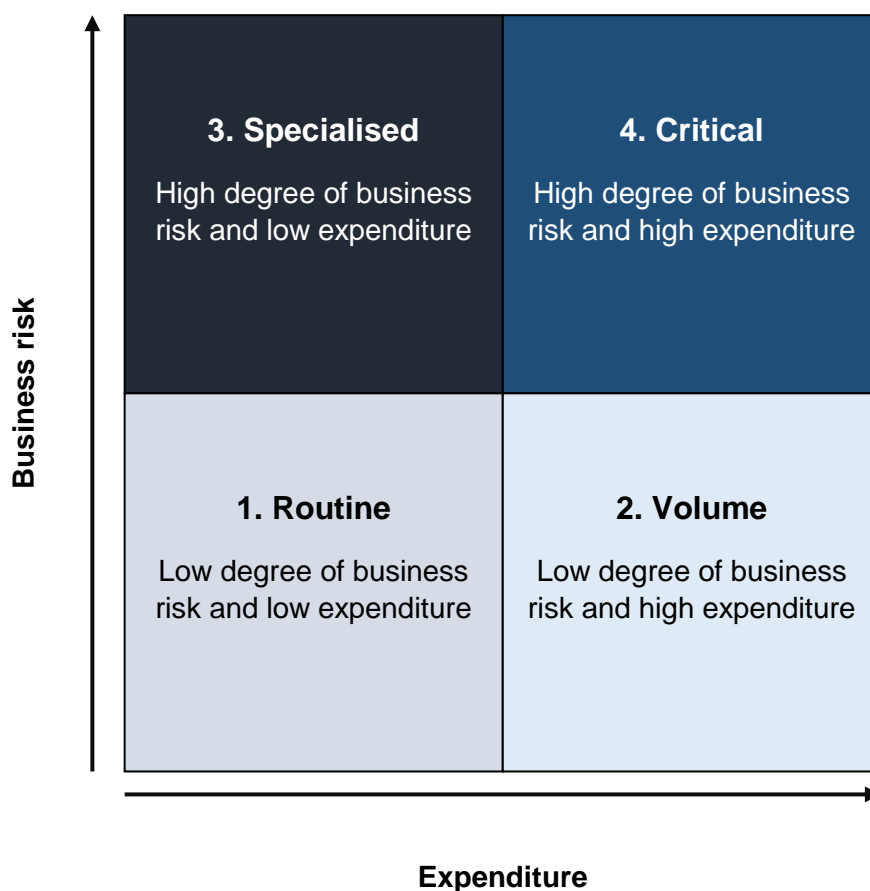 3. Specialised
High degree of business
risk and low expenditure
4. Critical
High degree of business
risk and high expenditure
Business risk
1. Routine
Low degree of business
risk and low expenditure
2. Volume
Low degree of business
risk and high expenditure
Expenditure